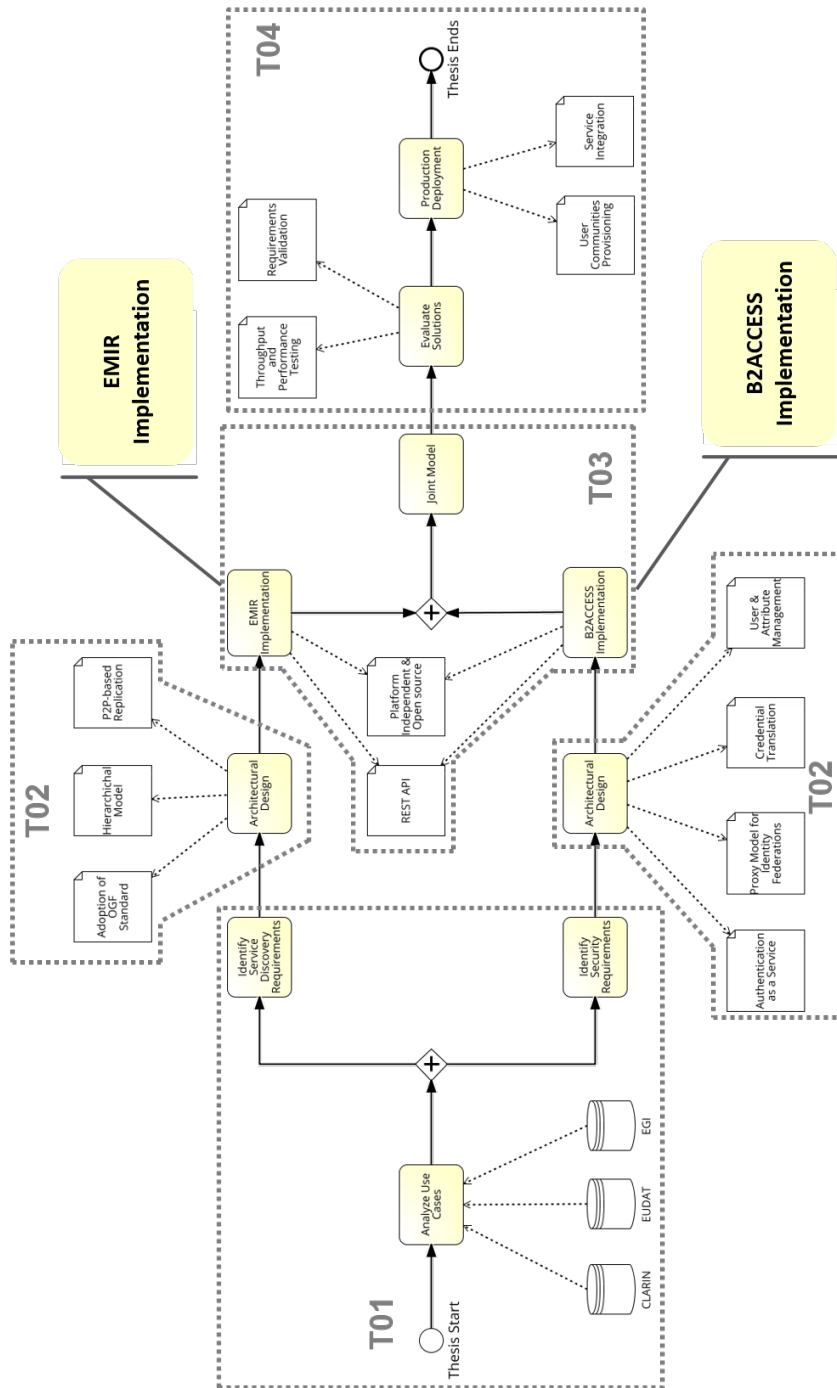 T01
Thesis Start
Analyze Use
Cases
CLARIN
EUDAT
EGI
Identify
Service
Discovery
Requirements
Identify
Security
Requirements
T02
Adoption of
OGF
Standard
Hierarchichal
Model
P2P-based
Replication
Architectural
Design
Architectural
Design
Authentication
as a Service
Proxy Model for
Identity
Federations
Credential
Translation
User &
Attribute
Management
T02
REST API
Platform
Independent &
Open source
EMIR
Implementation
B2ACCESS
Implementation
Joint Model
T03
EMIR
Implementation
B2ACCESS
Implementation
T04
Throughput
and
Performance
Testing
Requirements
Validation
Evaluate
Solutions
Production
Deployment
User
Communities
Provisioning
Service
Integration
Thesis Ends